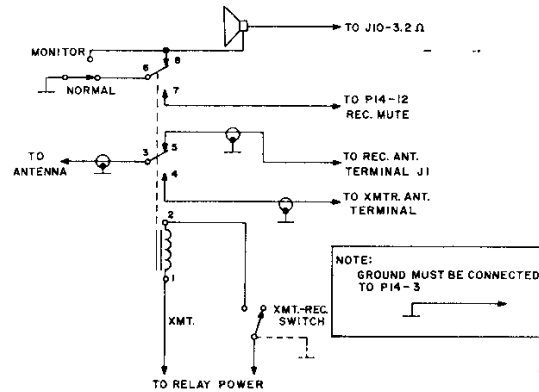 TO J10-3.2 Ω
MONITOR
8
6
NORMAL
7
TO P14-12
REC. MUTE
5
3
TO
ANTENNA
TO REC. ANT.
TERMINAL J1
4
TO XMTR. ANT.
TERMINAL
2
1
NOTE:
GROUND MUST BE CONNECTED
TO P14-3
XMT.-REC.
SWITCH
XMT.
TO RELAY POWER